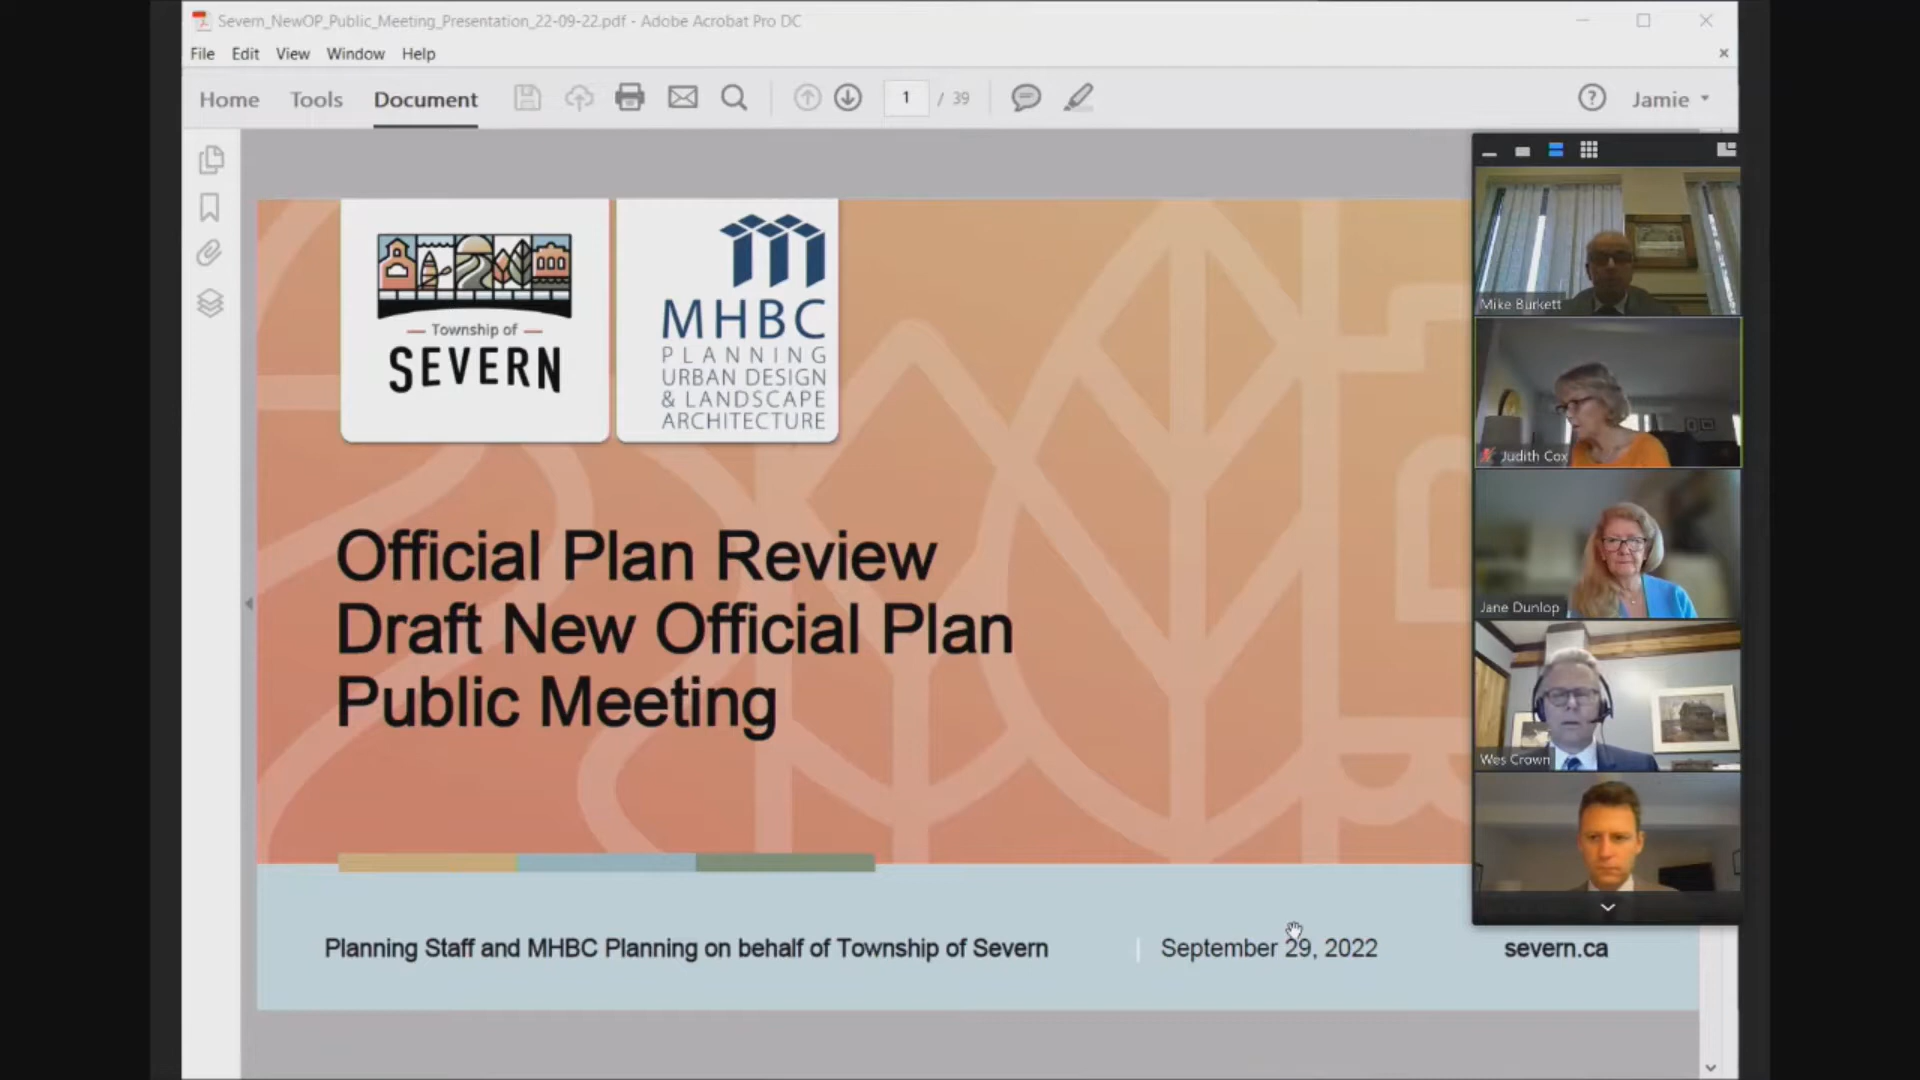 Severn_NewOP_Public_Meeting_Presentation_22-09-22.pdf - Adobe Acrobat Pro DC
File Edit View Window Help
Home Tools Document 1 / 39 Jamie
Township of
SEVERN
MHBC
PLANNING
URBAN DESIGN
& LANDSCAPE
ARCHITECTURE
Official Plan Review
Draft New Official Plan
Public Meeting
Planning Staff and MHBC Planning on behalf of Township of Severn
September 29, 2022
severn.ca
Mike Burkett
Judith Cox
Jane Dunlop
Wes Crown